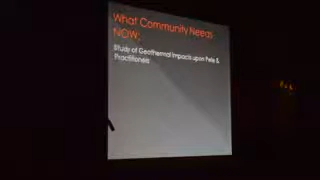 What Community Needs
NOW:
Study of Geothermal Impacts upon Pele &
Practitioners